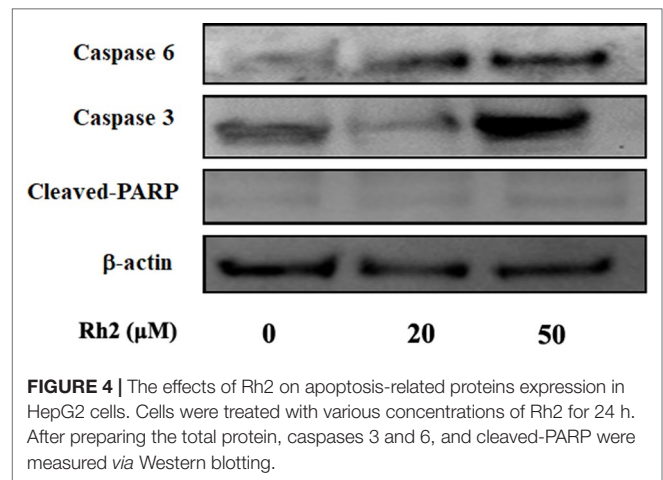 Caspase 6
Caspase 3
Cleaved-PARP
β-actin
Rh2 (μM) 0 20 50
FIGURE 4 | The effects of Rh2 on apoptosis-related proteins expression in
HepG2 cells. Cells were treated with various concentrations of Rh2 for 24 h.
After preparing the total protein, caspases 3 and 6, and cleaved-PARP were
measured via Western blotting.